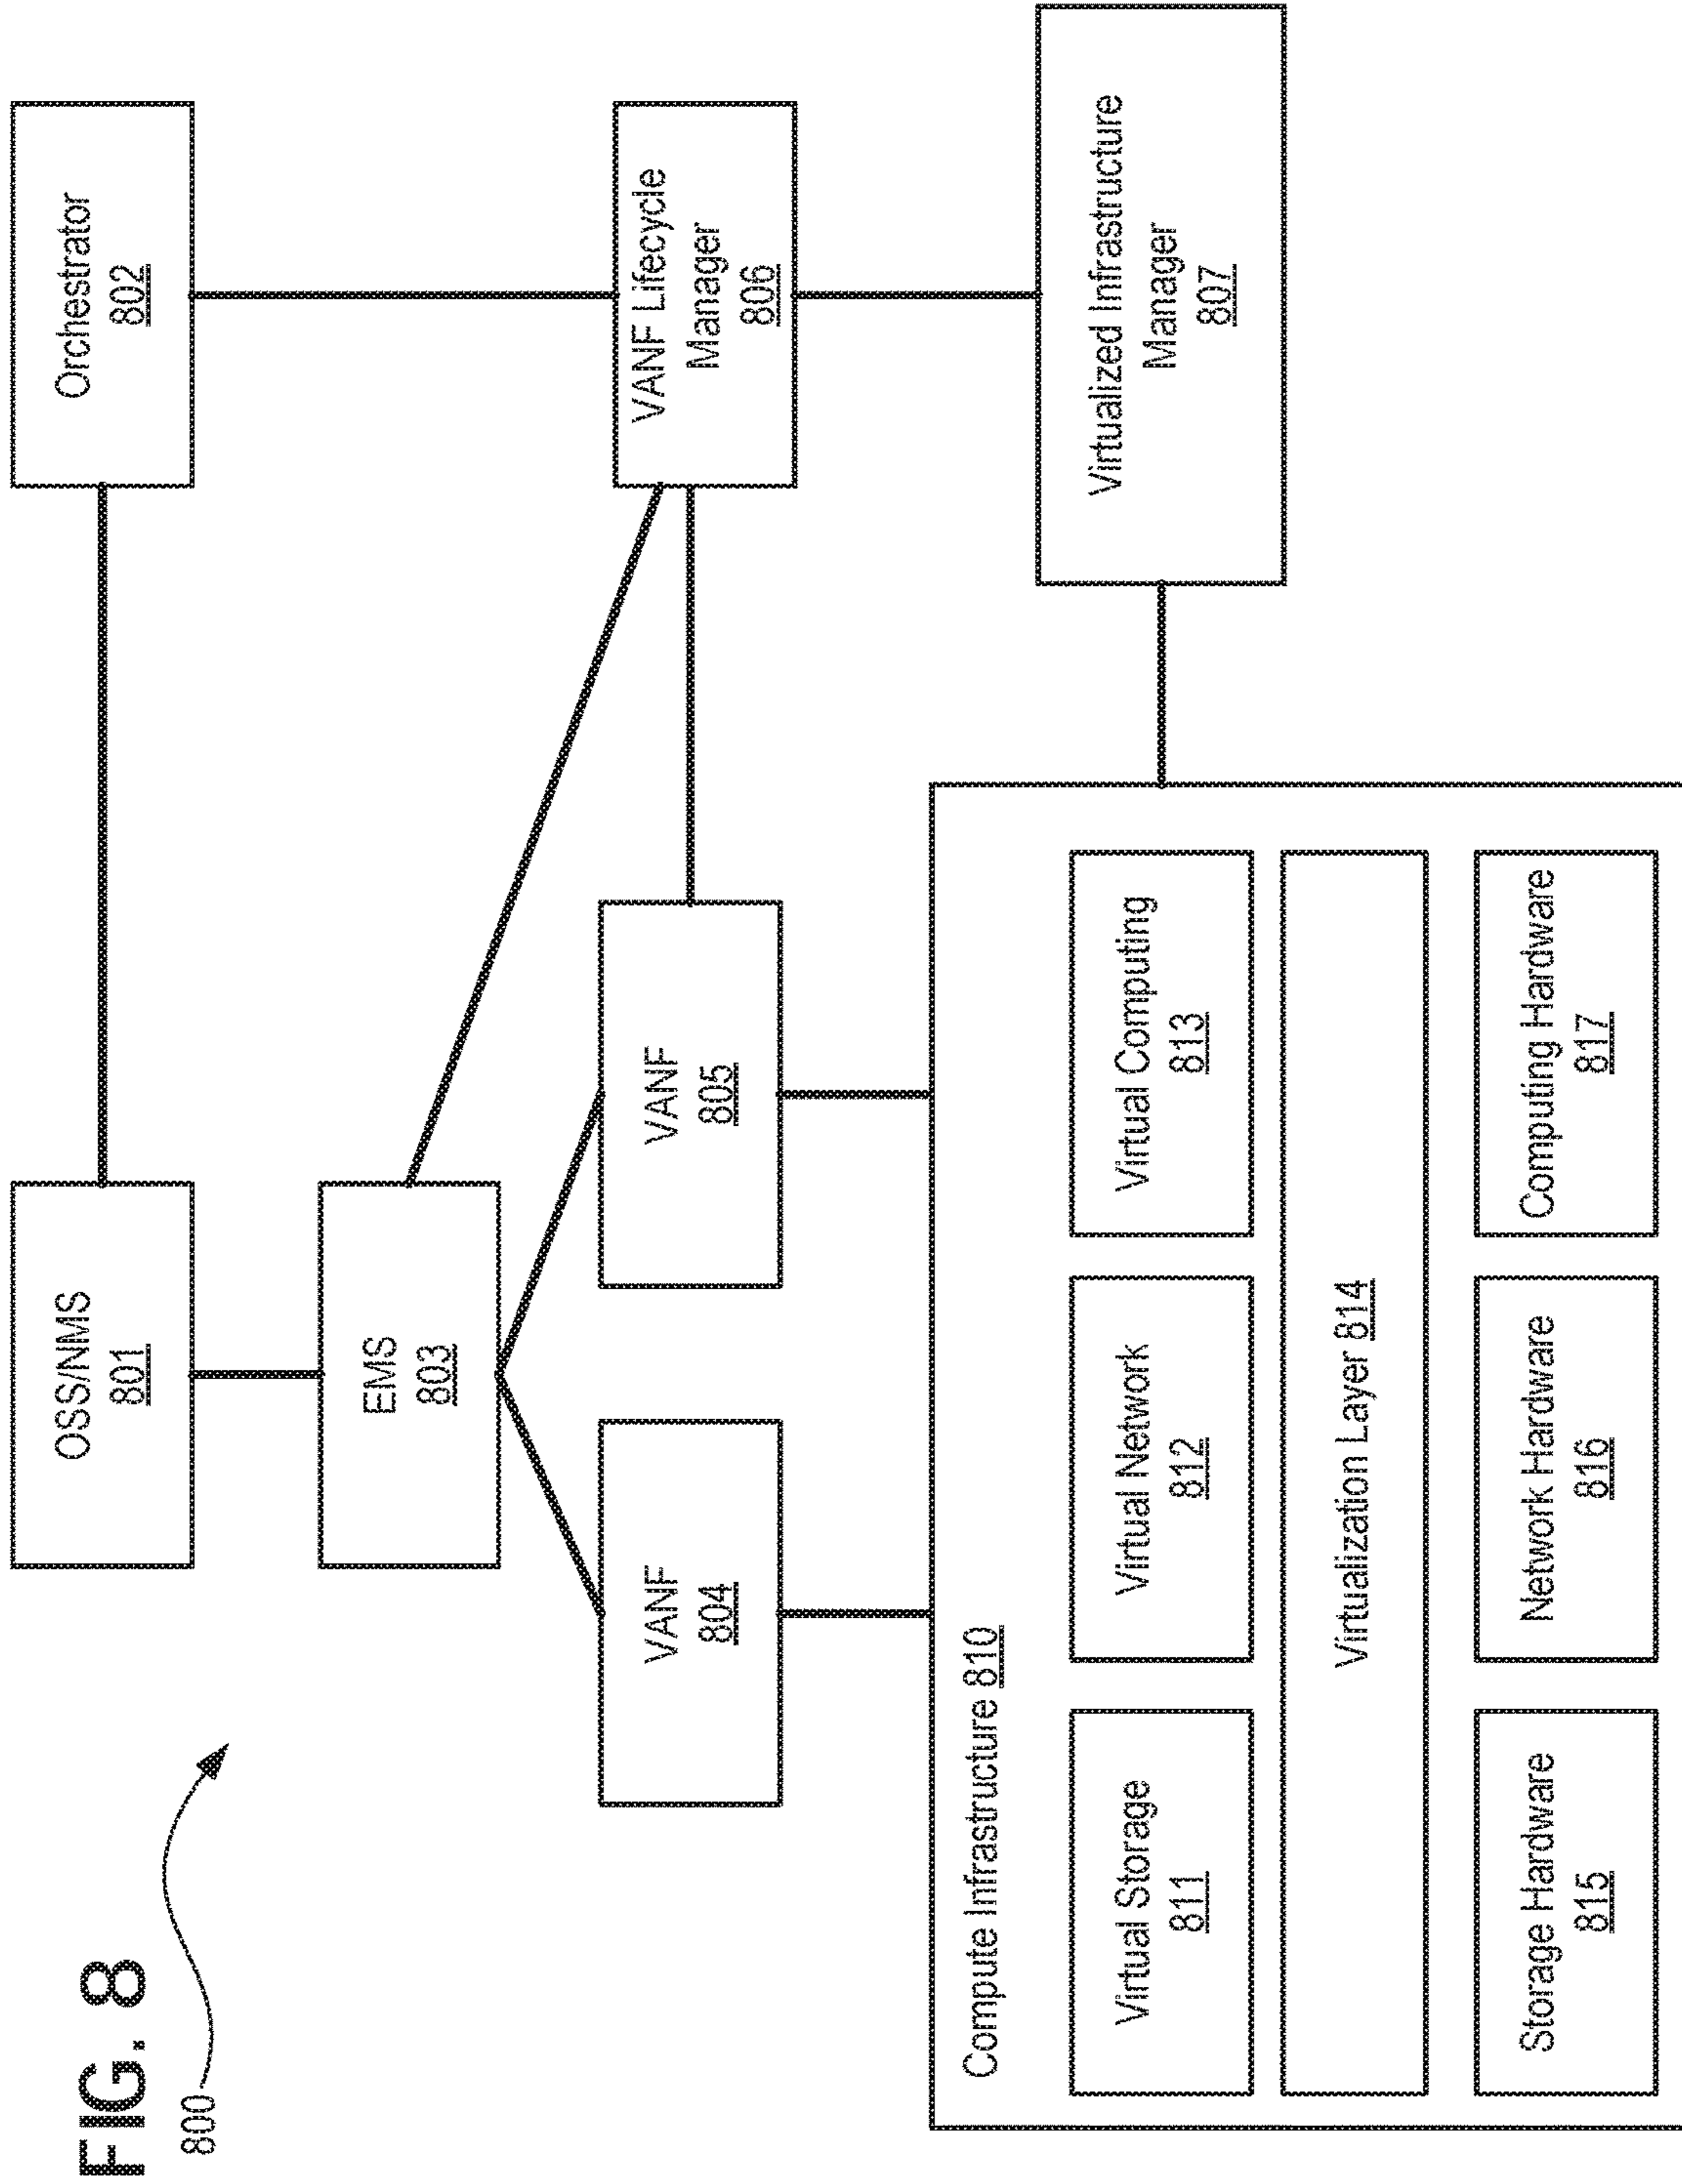 FIG. 8
800
OSS/NMS
801
Orchestrator
802
EMS
803
VANF
804
VANF
805
VANF Lifecycle
Manager
806
Virtualized Infrastructure
Manager
807
Compute Infrastructure 810
Virtual Storage
811
Virtual Network
812
Virtual Computing
813
Virtualization Layer 814
Storage Hardware
815
Network Hardware
816
Computing Hardware
817